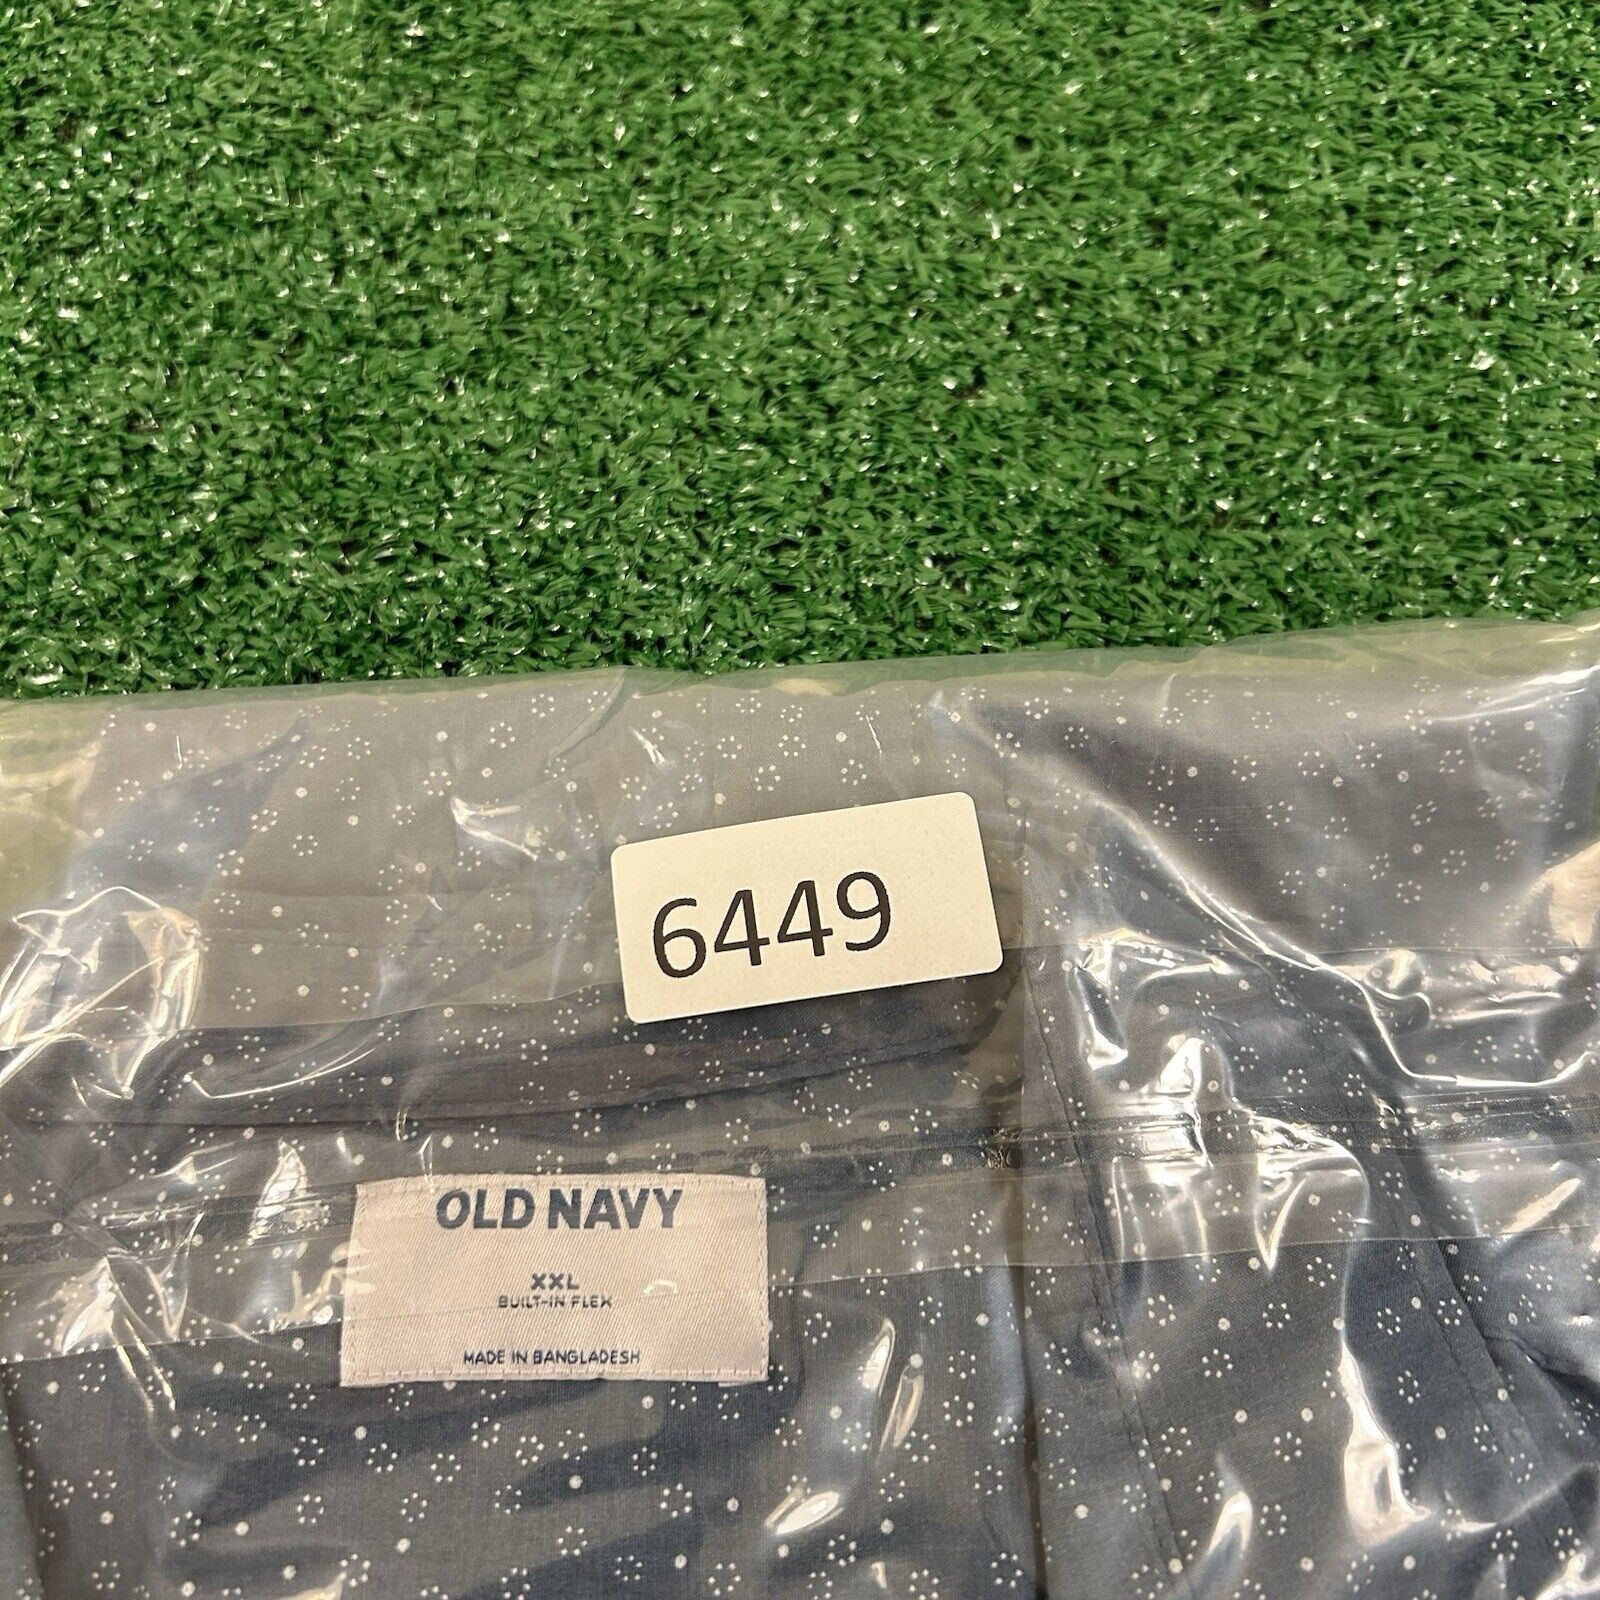 6449
OLD NAVY
XXL
BUILT-IN FLEX
MADE IN BANGLADESH